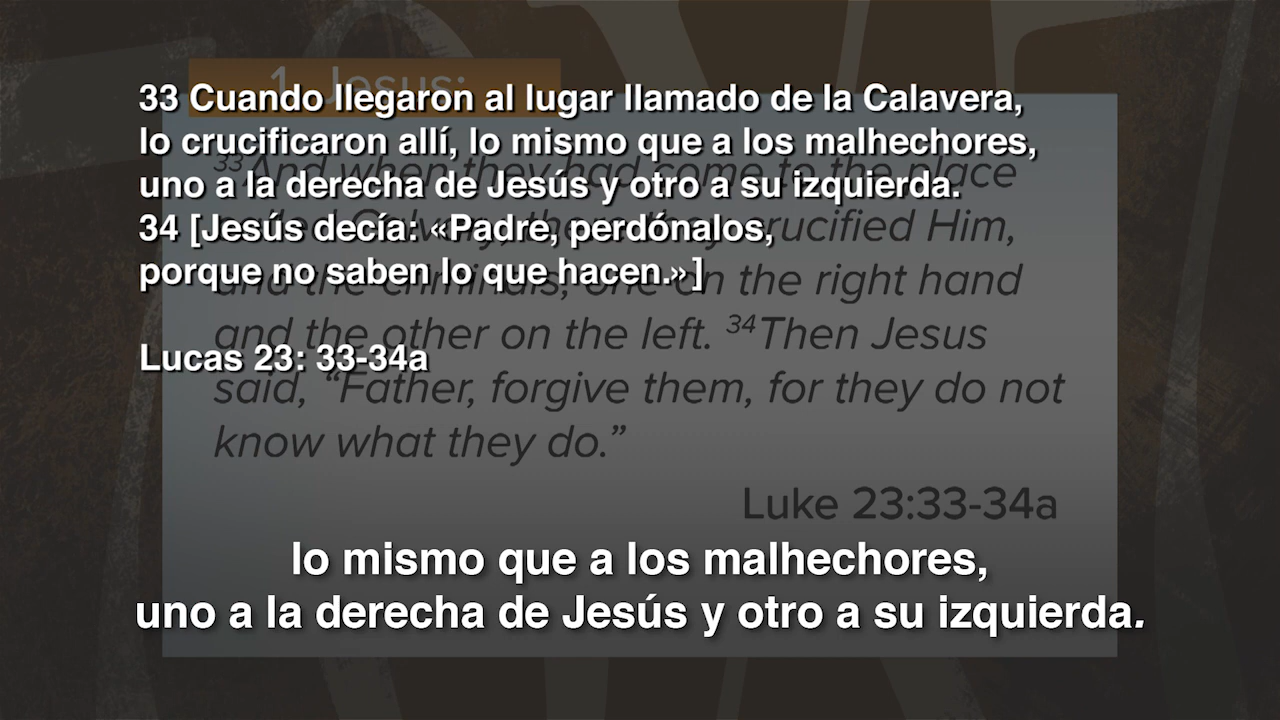 1. Jesus:
33 Cuando llegaron al lugar llamado de la Calavera,
lo crucificaron allí, lo mismo que a los malhechores,
uno a la derecha de Jesús y otro a su izquierda.
34 [Jesús decía: «Padre, perdónalos,
porque no saben lo que hacen.»]
Lucas 23: 33-34a
33 And when they had come to the place
called Calvary, there they crucified Him,
and the criminals, one on the right hand
and the other on the left. 34 Then Jesus
said, “Father, forgive them, for they do not
know what they do.”
Luke 23:33-34a
lo mismo que a los malhechores,
uno a la derecha de Jesús y otro a su izquierda.